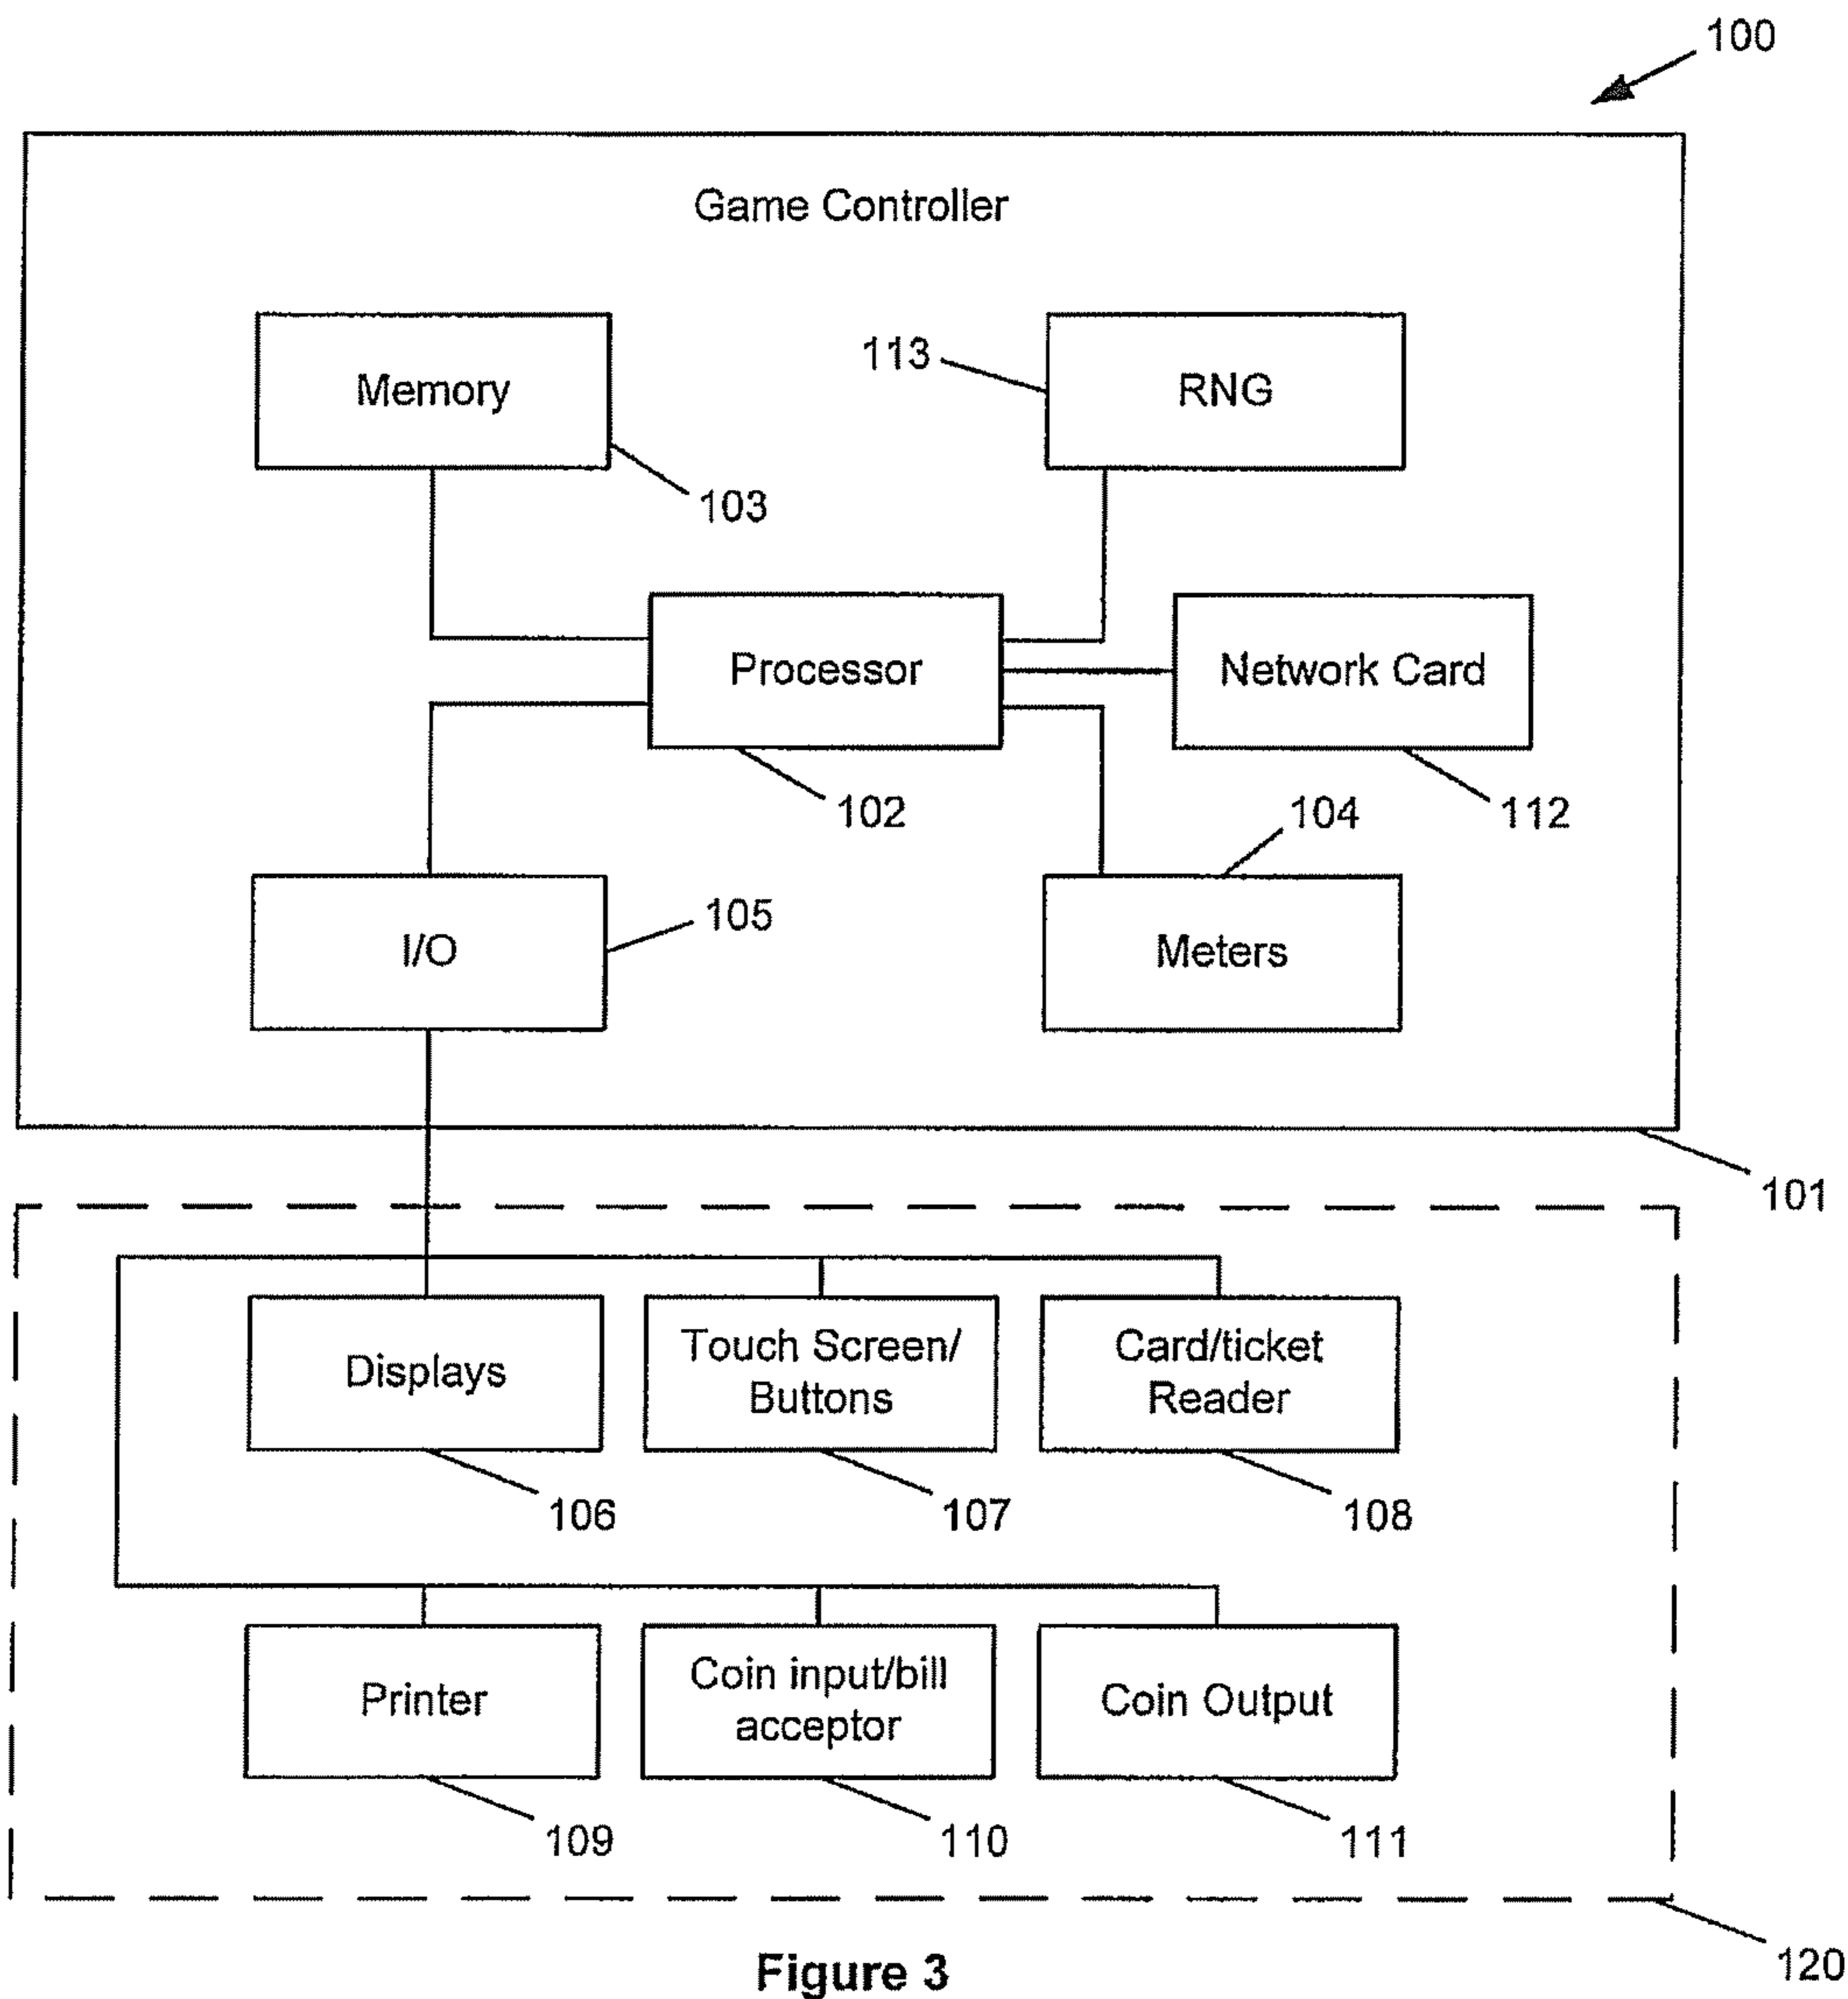 100
Game Controller
Memory
113
RNG
103
Processor
Network Card
102
104
112
I/O
105
Meters
101
Displays
Touch Screen/
Buttons
Card/ticket
Reader
106
107
108
Printer
Coin input/bill
acceptor
Coin Output
109
110
111
120
Figure 3